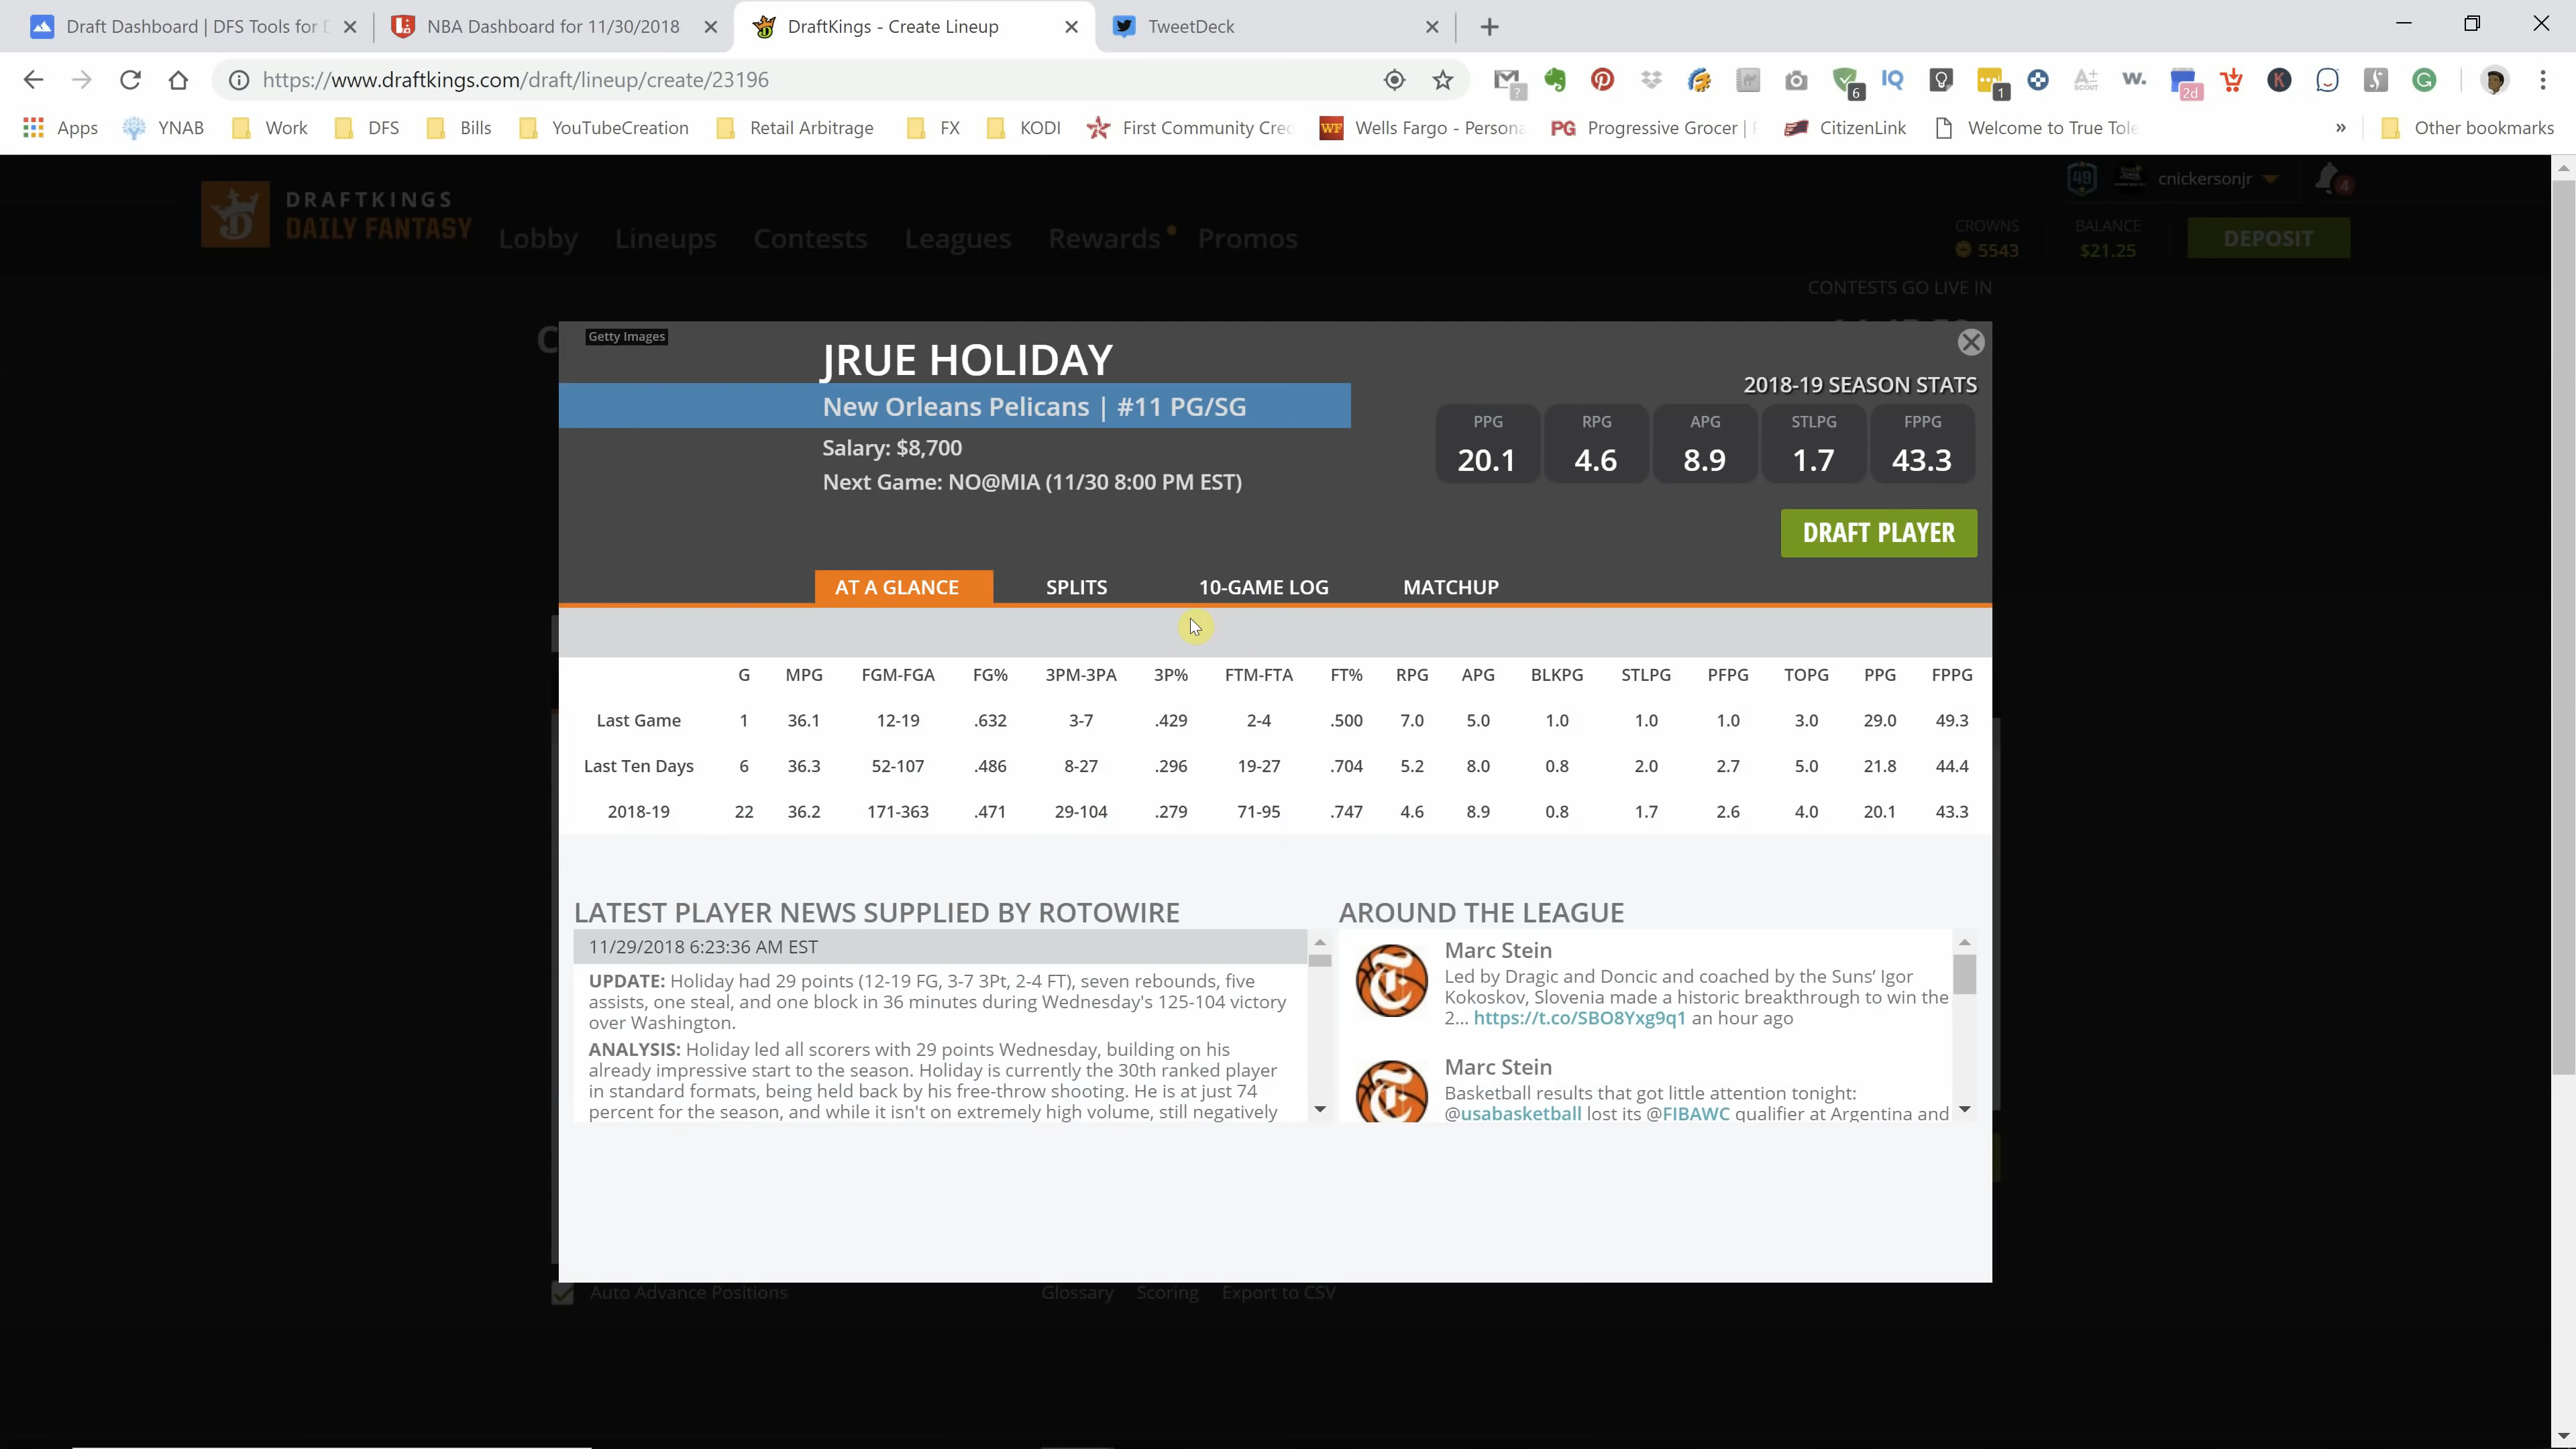 Draft Dashboard | DFS Tools for D
NBA Dashboard for 11/30/2018
DraftKings - Create Lineup
TweetDeck
https://www.draftkings.com/draft/lineup/create/23196
Apps
YNAB
Work
DFS
Bills
YouTubeCreation
Retail Arbitrage
FX
KODI
First Community Cre
Wells Fargo - Persona
Progressive Grocer |
CitizenLink
Welcome to True Tole
Other bookmarks
DRAFTKINGS
DAILY FANTASY
Lobby Lineups Contests Leagues Rewards Promos
49 cnickersonjr 4
CROWNS
5543
BALANCE
$21.25
DEPOSIT
CONTESTS GO LIVE IN
Getty Images
JRUE HOLIDAY
New Orleans Pelicans | #11 PG/SG
Salary: $8,700
Next Game: NO@MIA (11/30 8:00 PM EST)
2018-19 SEASON STATS
PPG RPG APG STLPG FPPG
20.1 4.6 8.9 1.7 43.3
DRAFT PLAYER
AT A GLANCE SPLITS 10-GAME LOG MATCHUP
G MPG FGM-FGA FG% 3PM-3PA 3P% FTM-FTA FT% RPG APG BLKPG STLPG PFPG TOPG PPG FPPG
Last Game 1 36.1 12-19 .632 3-7 .429 2-4 .500 7.0 5.0 1.0 1.0 1.0 3.0 29.0 49.3
Last Ten Days 6 36.3 52-107 .486 8-27 .296 19-27 .704 5.2 8.0 0.8 2.0 2.7 5.0 21.8 44.4
2018-19 22 36.2 171-363 .471 29-104 .279 71-95 .747 4.6 8.9 0.8 1.7 2.6 4.0 20.1 43.3
LATEST PLAYER NEWS SUPPLIED BY ROTOWIRE
11/29/2018 6:23:36 AM EST
UPDATE: Holiday had 29 points (12-19 FG, 3-7 3Pt, 2-4 FT), seven rebounds, five
assists, one steal, and one block in 36 minutes during Wednesday's 125-104 victory
over Washington.
ANALYSIS: Holiday led all scorers with 29 points Wednesday, building on his
already impressive start to the season. Holiday is currently the 30th ranked player
in standard formats, being held back by his free-throw shooting. He is at just 74
percent for the season, and while it isn't on extremely high volume, still negatively
AROUND THE LEAGUE
Marc Stein
Led by Dragic and Doncic and coached by the Suns' Igor
Kokoskov, Slovenia made a historic breakthrough to win the
2... https://t.co/SBO8Yxg9q1 an hour ago
Marc Stein
Basketball results that got little attention tonight:
@usabasketball lost its @FIBAWC qualifier at Argentina and
Auto Advance Positions
Glossary Scoring Export to CSV